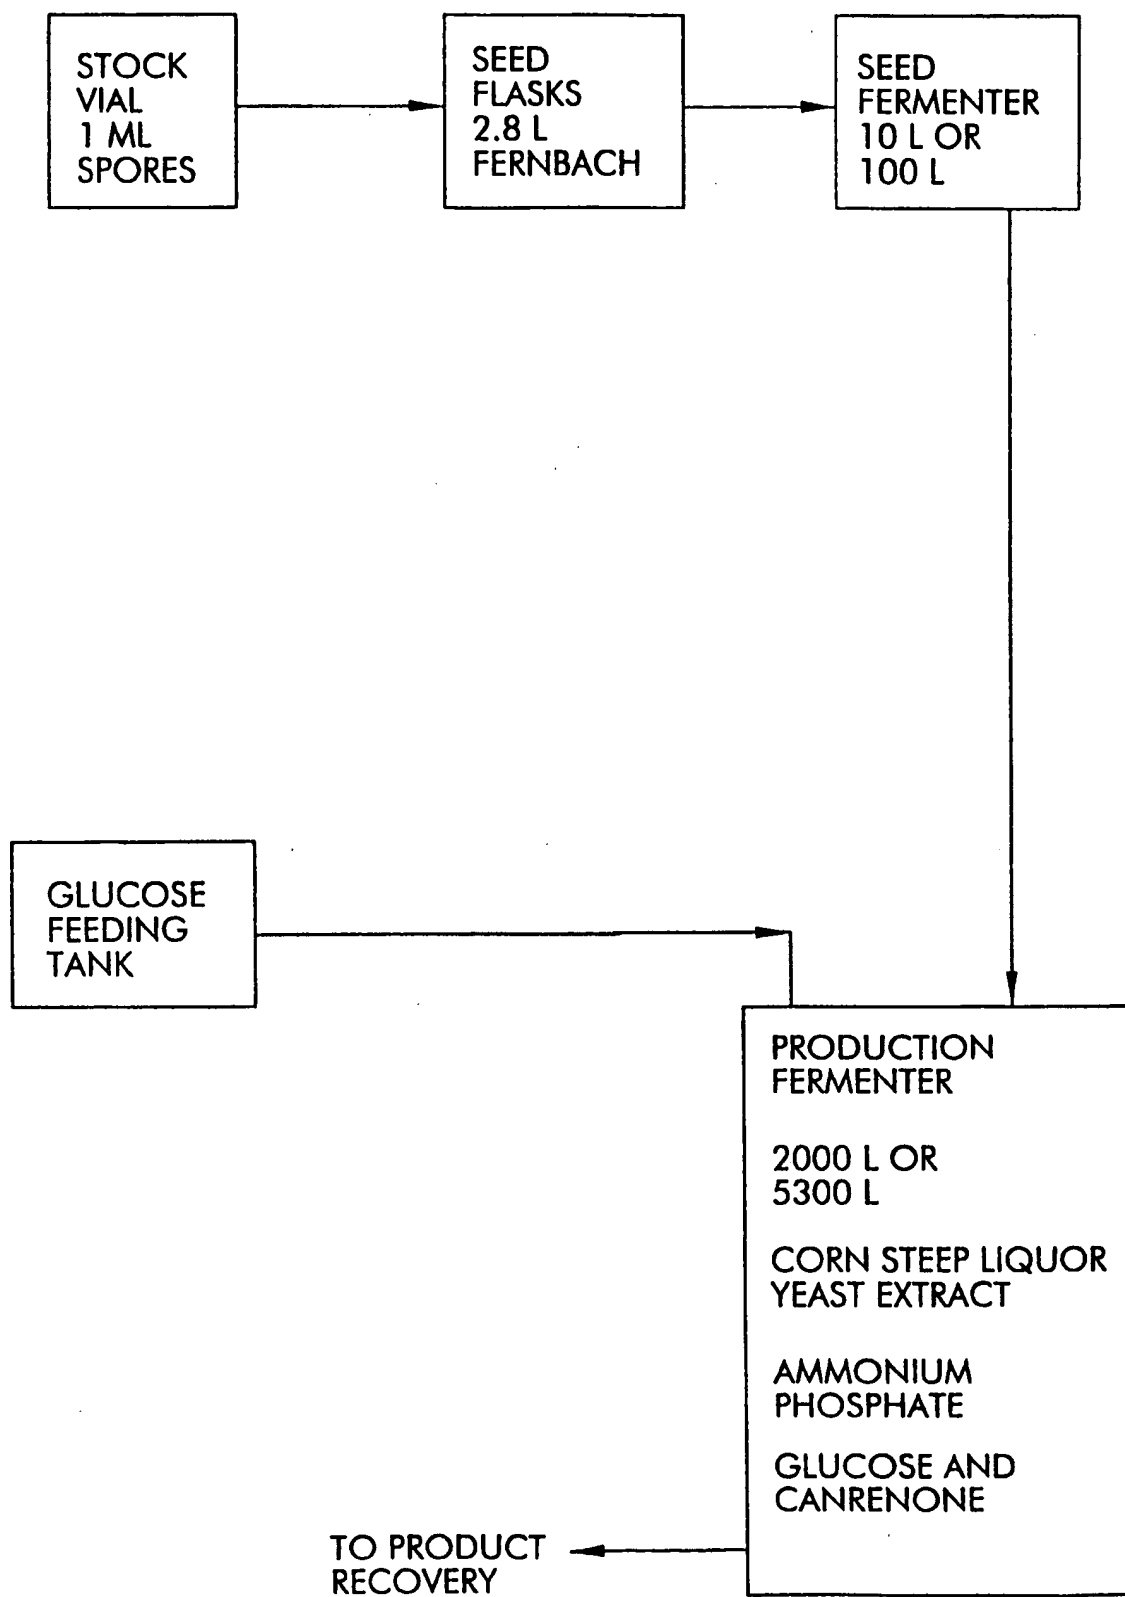 STOCK
VIAL
1 ML
SPORES
SEED
FLASKS
2.8 L
FERNBACH
SEED
FERMENTER
10 L OR
100 L
GLUCOSE
FEEDING
TANK
PRODUCTION
FERMENTER
2000 L OR
5300 L
CORN STEEP LIQUOR
YEAST EXTRACT
AMMONIUM
PHOSPHATE
GLUCOSE AND
CANRENONE
TO PRODUCT
RECOVERY